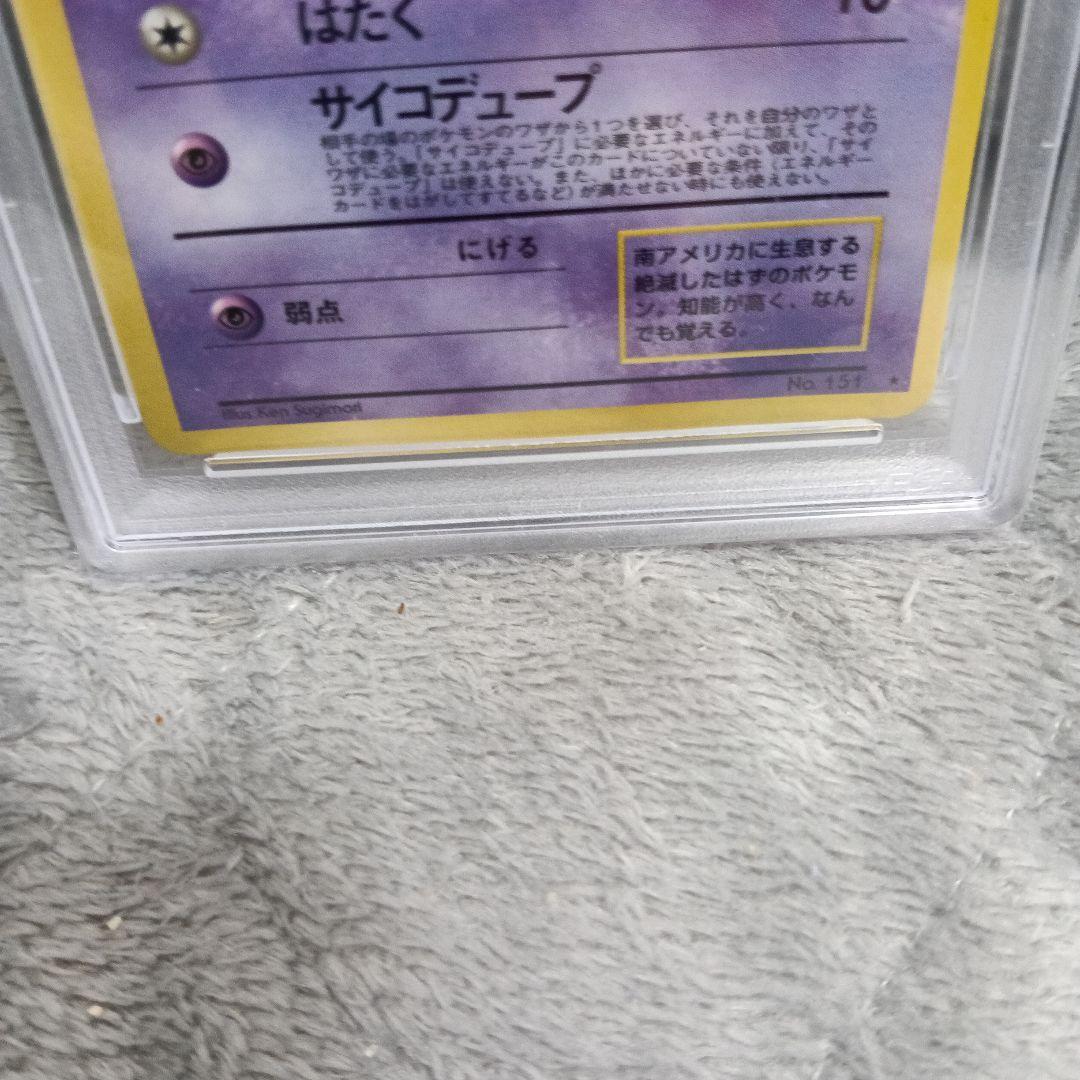 はたく
10
サイコデュープ
相手の場のポケモンのワザから1つを選び、それを自分のワザと
して使う。「サイコデュープ」に必要なエネルギーに加えて、その
ワザに必要なエネルギーがこのカードについていない限り、「サイ
コデュープ」は使えない。また、ほかに必要な条件(エネルギー
カードをはがしてすてるなど)が満たせない時にも使えない。
にげる
弱点
南アメリカに生息する
絶滅したはずのポケモ
ン。知能が高く、なん
でも覚える。
Illus. Ken Sugimori
No. 151 ★